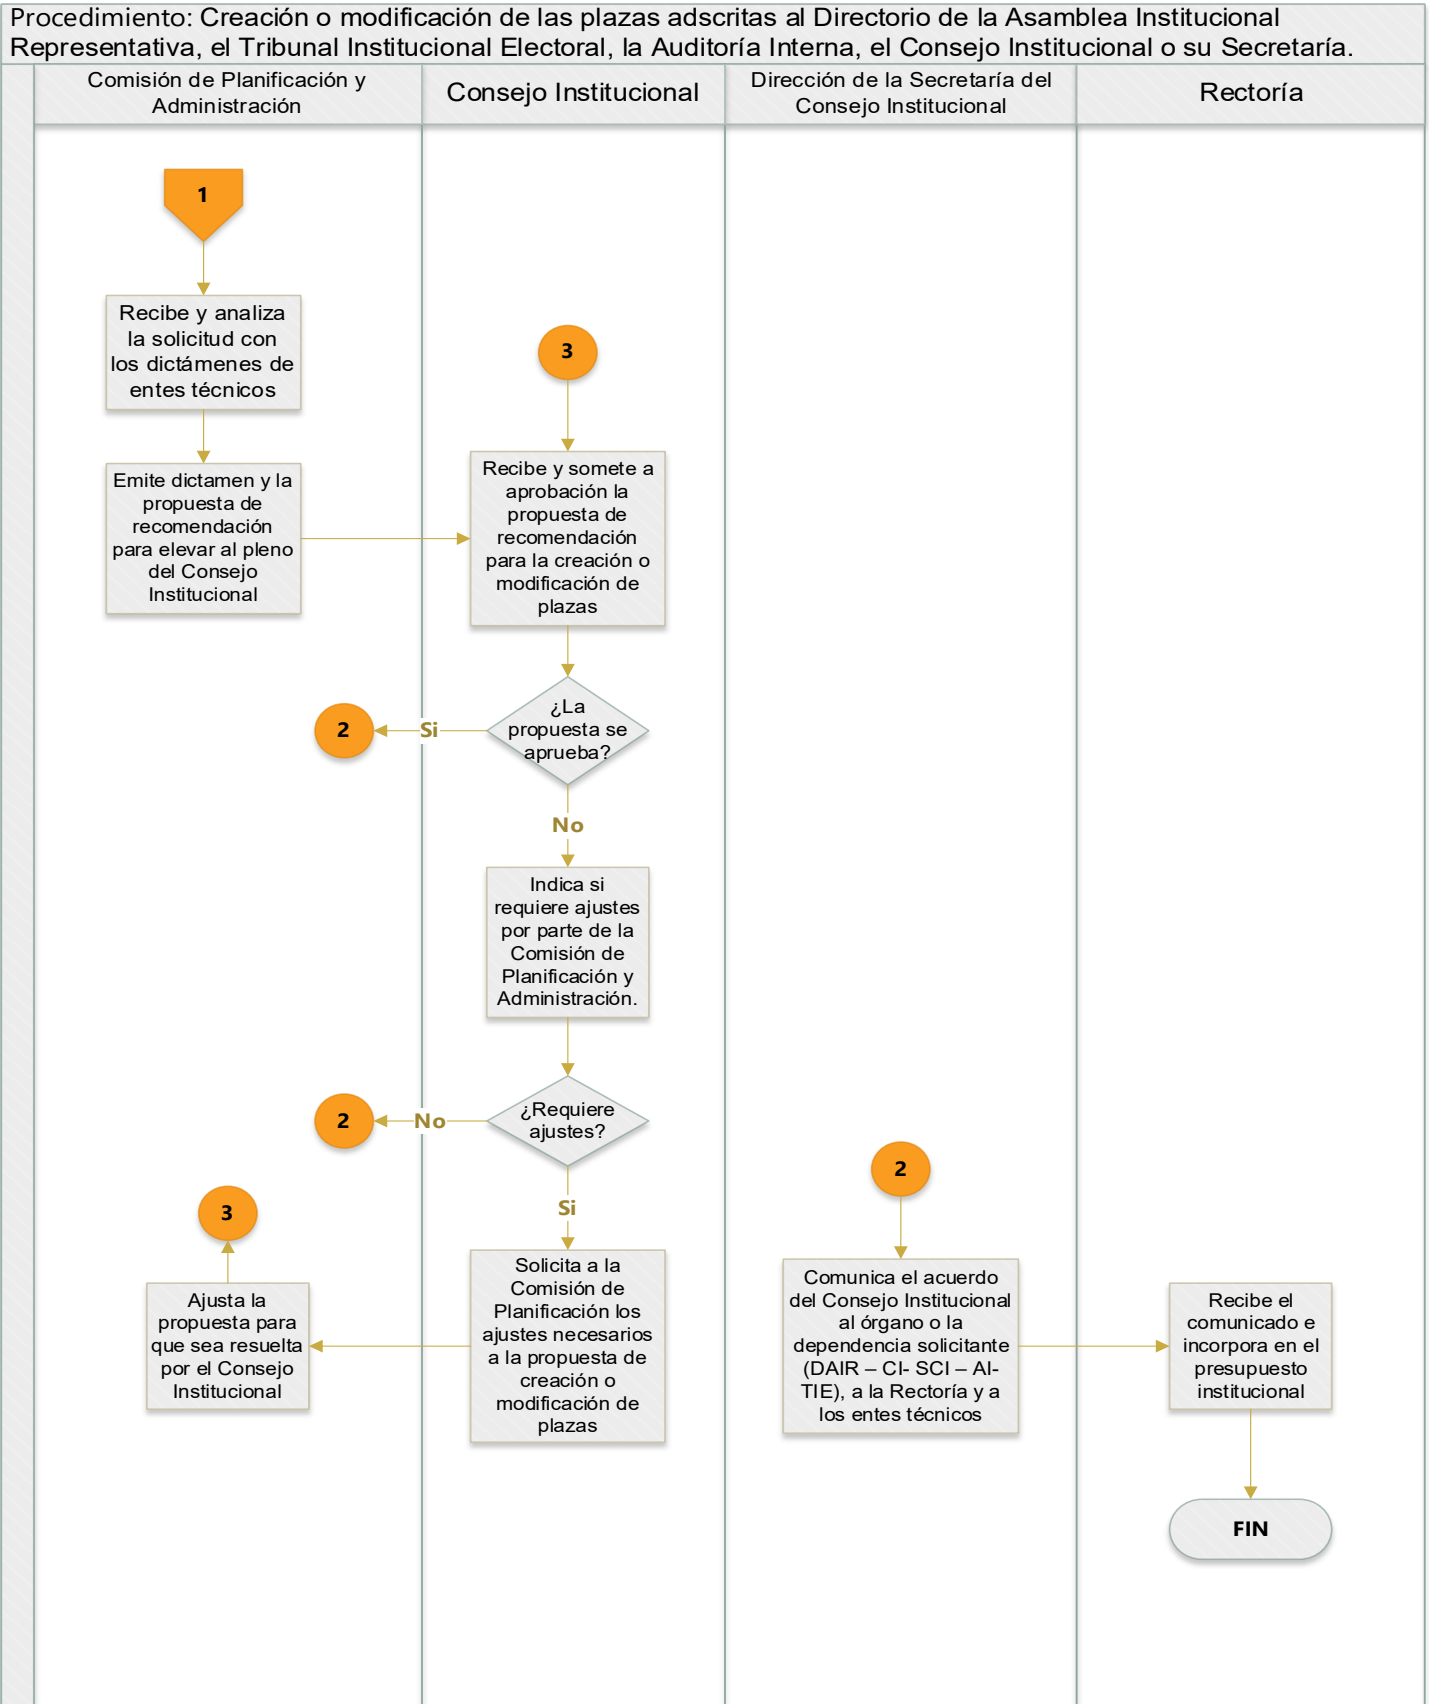 Procedimiento: Creación o modificación de las plazas adscritas al Directorio de la Asamblea Institucional
Representativa, el Tribunal Institucional Electoral, la Auditoría Interna, el Consejo Institucional o su Secretaría.
Comisión de Planificación y
Administración
Consejo Institucional
Dirección de la Secretaría del
Consejo Institucional
Rectoría
1
Recibe y analiza
la solicitud con
los dictámenes de
entes técnicos
Emite dictamen y la
propuesta de
recomendación
para elevar al pleno
del Consejo
Institucional
3
Recibe y somete a
aprobación la
propuesta de
recomendación
para la creación o
modificación de
plazas
¿La
propuesta se
aprueba?
Si
2
No
Indica si
requiere ajustes
por parte de la
Comisión de
Planificación y
Administración.
¿Requiere
ajustes?
No
2
Si
Solicita a la
Comisión de
Planificación los
ajustes necesarios
a la propuesta de
creación o
modificación de
plazas
3
Ajusta la
propuesta para
que sea resuelta
por el Consejo
Institucional
2
Comunica el acuerdo
del Consejo Institucional
al órgano o la
dependencia solicitante
(DAIR – CI- SCI – AI-
TIE), a la Rectoría y a
los entes técnicos
Recibe el
comunicado e
incorpora en el
presupuesto
institucional
FIN